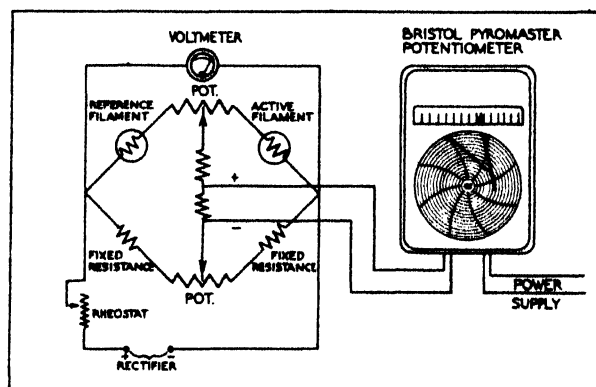 VOLTMETER
BRISTOL PYROMASTER
POTENTIOMETER
REFERENCE
FILAMENT
POT.
ACTIVE
FILAMENT
+
−
FIXED
RESISTANCE
FIXED
RESISTANCE
POT.
RHEOSTAT
+ −
RECTIFIER
POWER
SUPPLY